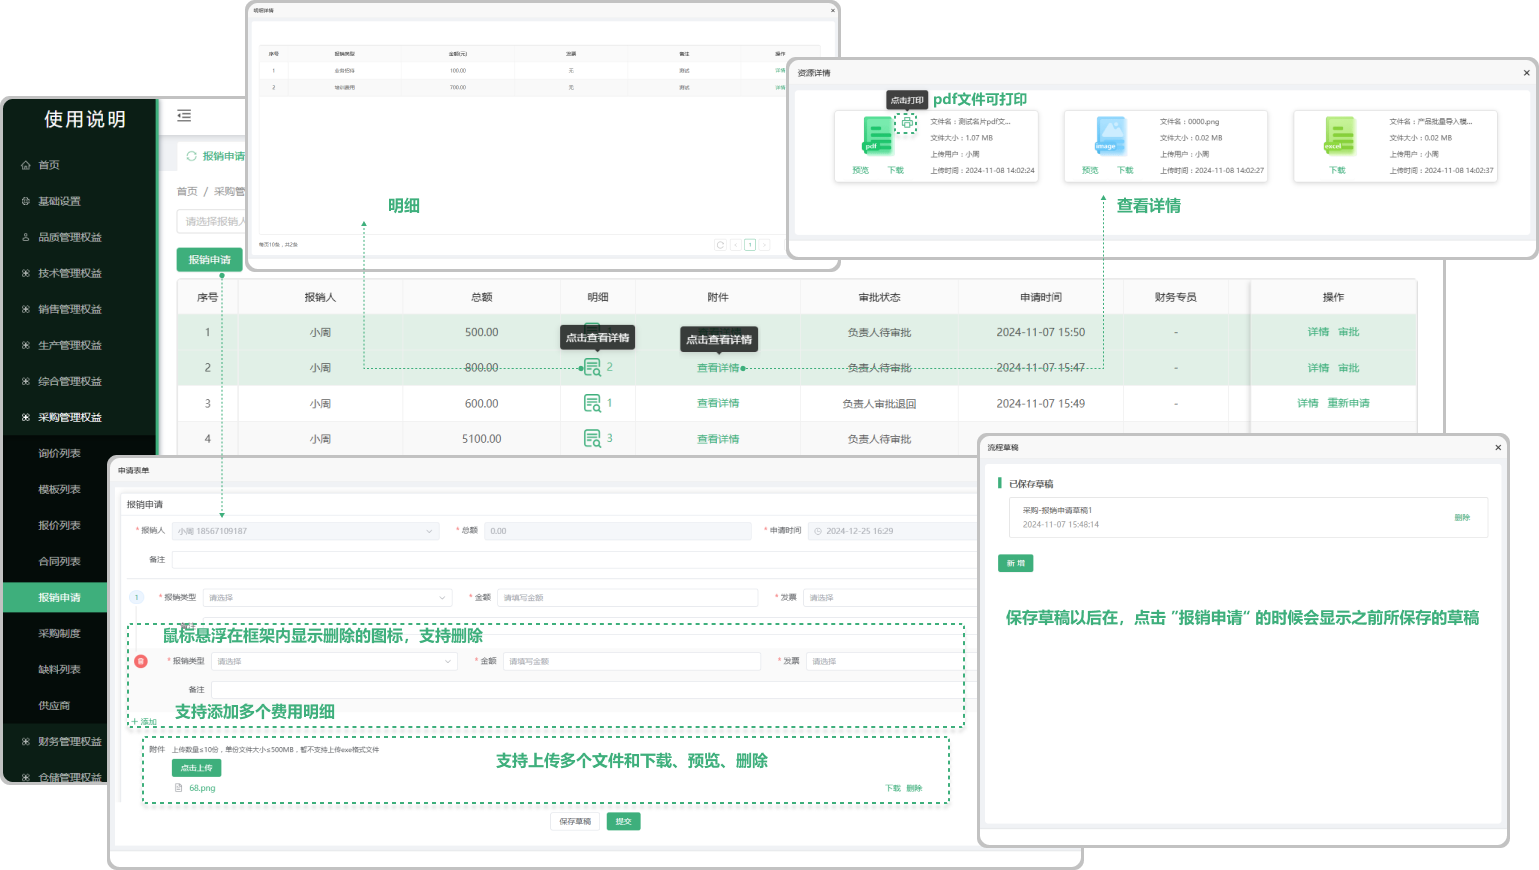 明细详情
序号 报销类型 金额(元) 发票 备注 操作
1 业务招待 100.00 无 测试 详情
2 培训费用 700.00 无 测试 详情
每页10条，共2条
1
明细
资源详情
点击打印
pdf文件可打印
pdf
文件名：测试名片pdf文...
文件大小：1.07 MB
上传用户：小周
上传时间：2024-11-08 14:02:24
预览 下载
image
文件名：0000.png
文件大小：0.02 MB
上传用户：小周
上传时间：2024-11-08 14:02:27
预览 下载
excel
文件名：产品批量导入模...
文件大小：0.02 MB
上传用户：小周
上传时间：2024-11-08 14:02:37
下载
查看详情
使用说明
首页
基础设置
品质管理权益
技术管理权益
销售管理权益
生产管理权益
综合管理权益
采购管理权益
询价列表
模板列表
报价列表
合同列表
报销申请
采购制度
缺料列表
供应商
财务管理权益
仓储管理权益
报销申请
首页 / 采购管
请选择报销人
报销申请
序号 报销人 总额 明细 附件 审批状态 申请时间 财务专员 操作
1 小周 500.00 负责人待审批 2024-11-07 15:50 - 详情 审批
点击查看详情
点击查看详情
2 小周 800.00 2 查看详情 负责人待审批 2024-11-07 15:47 - 详情 审批
3 小周 600.00 1 查看详情 负责人审批退回 2024-11-07 15:49 - 详情 重新申请
4 小周 5100.00 3 查看详情 负责人待审批
申请表单
报销申请
* 报销人 小周 18567109187 * 总额 0.00 * 申请时间 2024-12-25 16:29
备注
1 * 报销类型 请选择 * 金额 请填写金额 * 发票 请选择
鼠标悬浮在框架内显示删除的图标，支持删除
* 报销类型 请选择 * 金额 请填写金额 * 发票 请选择
备注
支持添加多个费用明细
+ 添加
附件 上传数量≤10份，单份文件大小≤500MB，暂不支持上传exe格式文件
点击上传
支持上传多个文件和下载、预览、删除
68.png
下载 删除
保存草稿 提交
流程草稿
已保存草稿
采购-报销申请草稿1
2024-11-07 15:48:14
删除
新增
保存草稿以后在，点击 ”报销申请“ 的时候会显示之前所保存的草稿